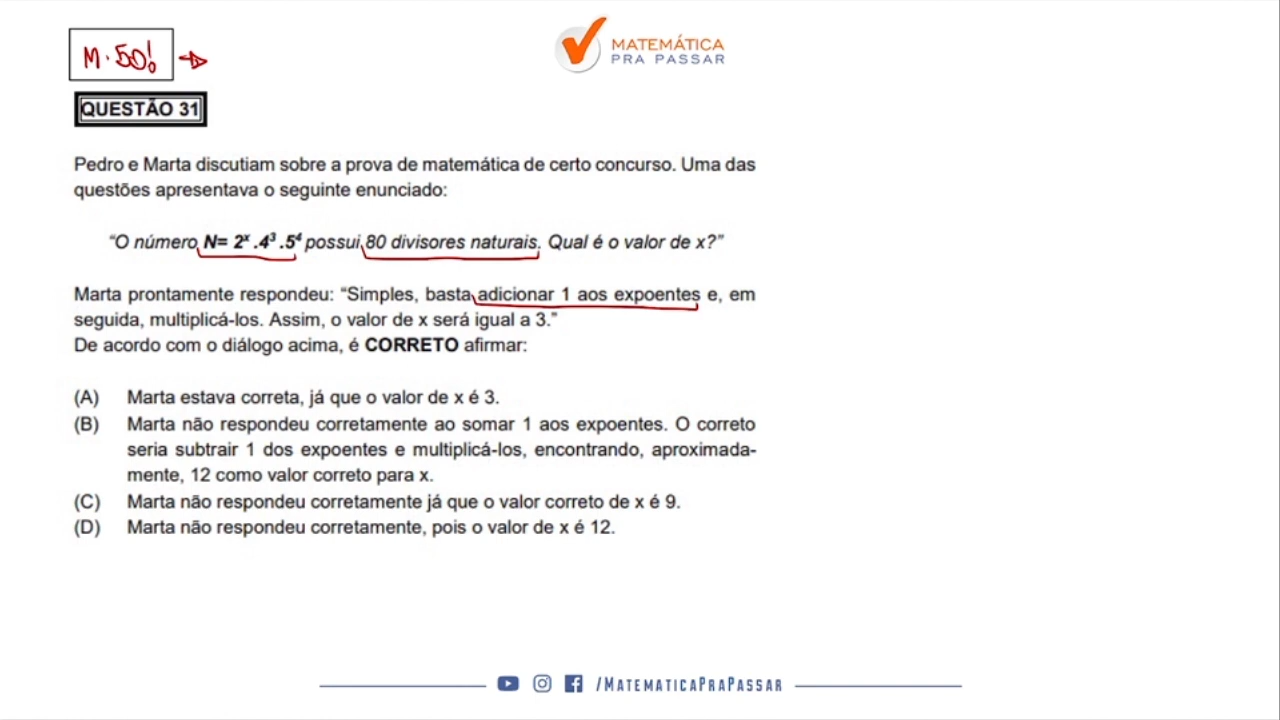 M. 50!
MATEMÁTICA
PRA PASSAR
QUESTÃO 31
Pedro e Marta discutiam sobre a prova de matemática de certo concurso. Uma das
questões apresentava o seguinte enunciado:
“O número N= 2ˣ .4³ .5⁴ possui 80 divisores naturais. Qual é o valor de x?”
Marta prontamente respondeu: “Simples, basta adicionar 1 aos expoentes e, em
seguida, multiplicá-los. Assim, o valor de x será igual a 3.”
De acordo com o diálogo acima, é CORRETO afirmar:
(A) Marta estava correta, já que o valor de x é 3.
(B) Marta não respondeu corretamente ao somar 1 aos expoentes. O correto
seria subtrair 1 dos expoentes e multiplicá-los, encontrando, aproximada-
mente, 12 como valor correto para x.
(C) Marta não respondeu corretamente já que o valor correto de x é 9.
(D) Marta não respondeu corretamente, pois o valor de x é 12.
/MATEMATICAPRAPASSAR